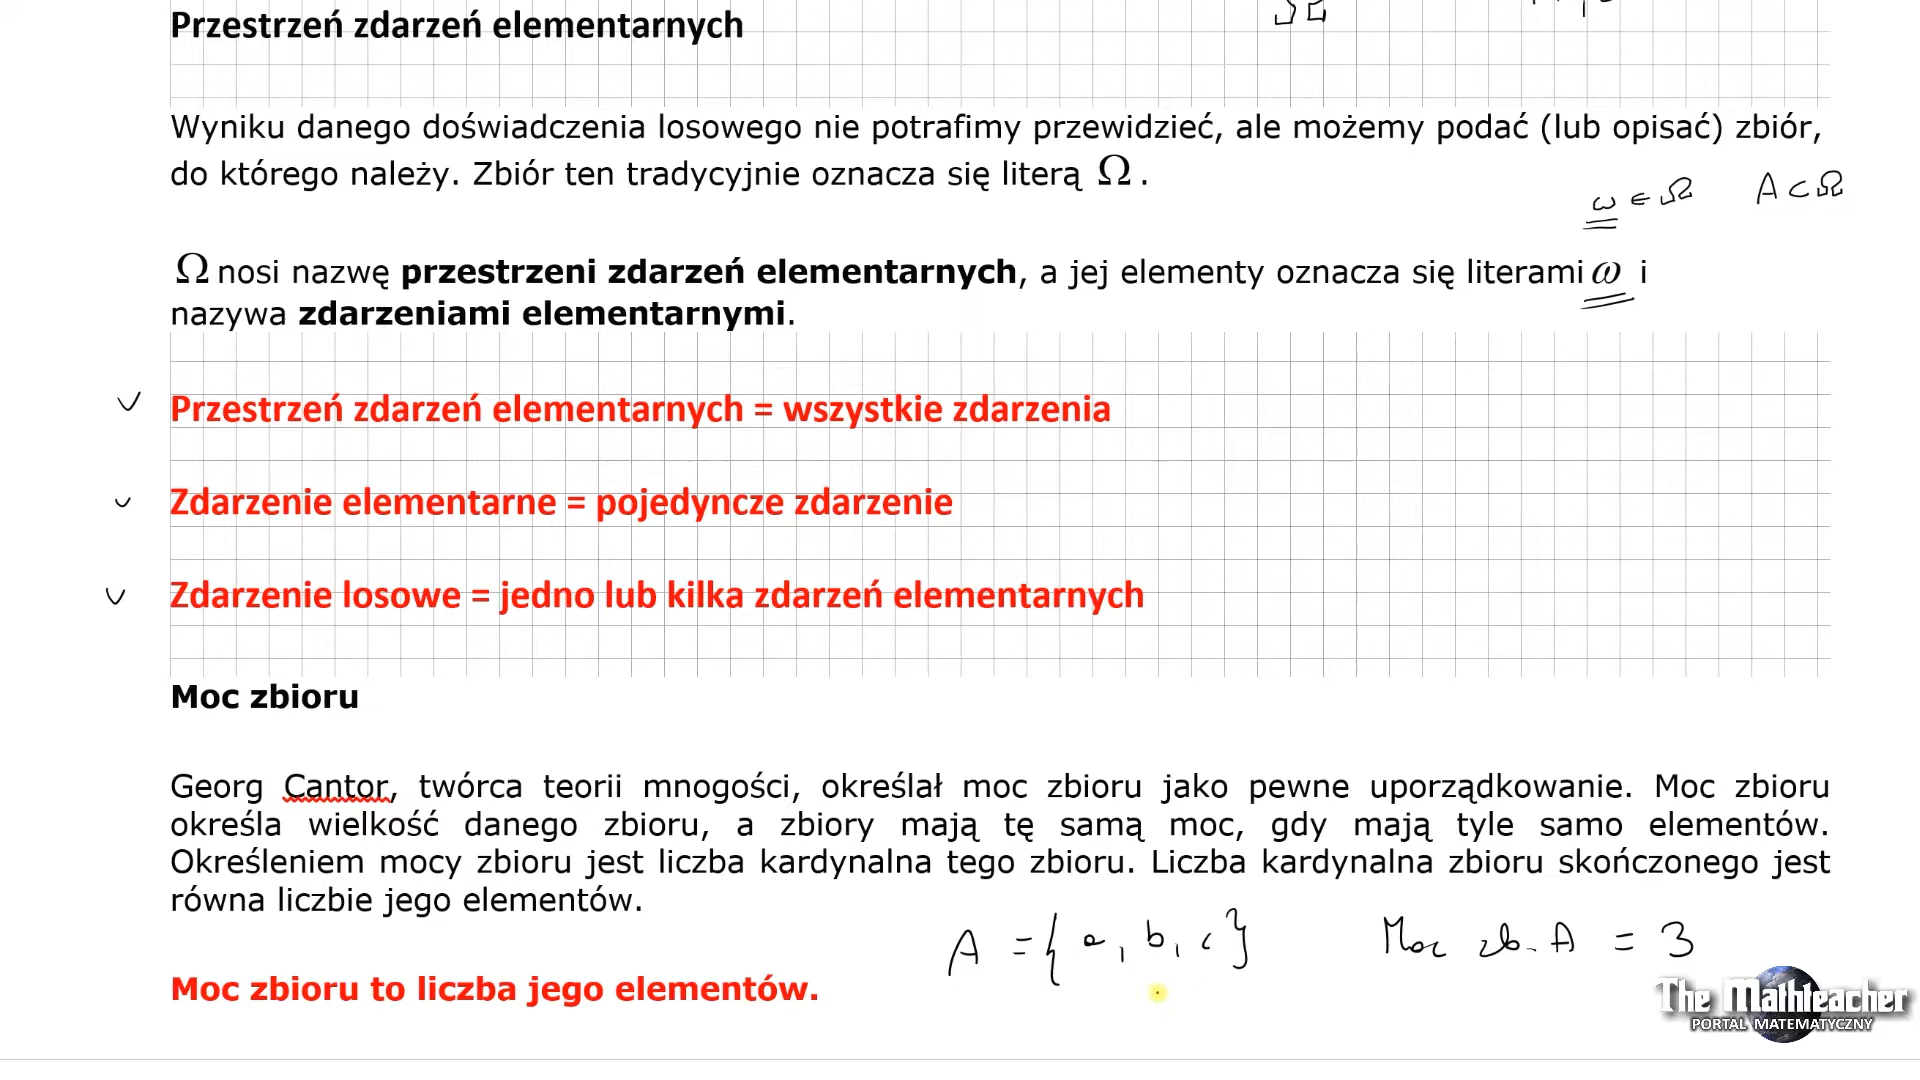 Przestrzeń zdarzeń elementarnych
Wyniku danego doświadczenia losowego nie potrafimy przewidzieć, ale możemy podać (lub opisać) zbiór,
do którego należy. Zbiór ten tradycyjnie oznacza się literą Ω.
ω ∈ Ω A ⊂ Ω
Ω nosi nazwę przestrzeni zdarzeń elementarnych, a jej elementy oznacza się literami ω i
nazywa zdarzeniami elementarnymi.
Przestrzeń zdarzeń elementarnych = wszystkie zdarzenia
Zdarzenie elementarne = pojedyncze zdarzenie
Zdarzenie losowe = jedno lub kilka zdarzeń elementarnych
Moc zbioru
Georg Cantor, twórca teorii mnogości, określał moc zbioru jako pewne uporządkowanie. Moc zbioru
określa wielkość danego zbioru, a zbiory mają tę samą moc, gdy mają tyle samo elementów.
Określeniem mocy zbioru jest liczba kardynalna tego zbioru. Liczba kardynalna zbioru skończonego jest
równa liczbie jego elementów.
A = {a, b, c} Moc zb. A = 3
Moc zbioru to liczba jego elementów.
The Mathteacher
PORTAL MATEMATYCZNY